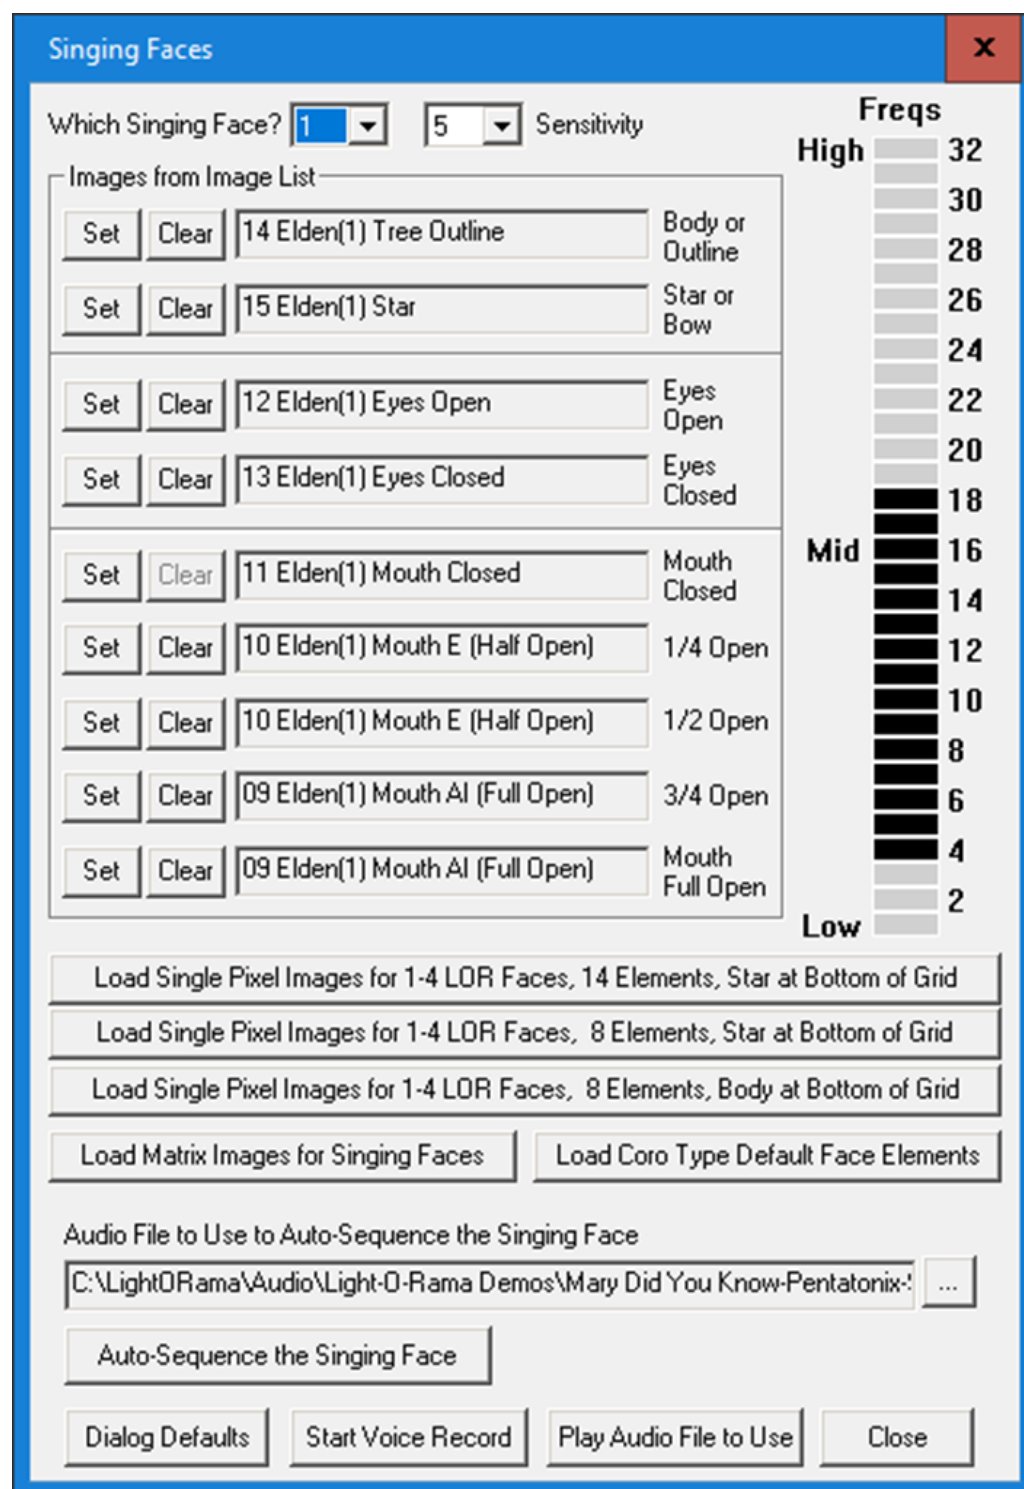 Singing Faces
x
Which Singing Face? 1 5 Sensitivity
Freqs
High
32
30
28
26
24
22
20
18
Mid
16
14
12
10
8
6
4
2
Low
Images from Image List
Set Clear 14 Elden(1) Tree Outline Body or
Outline
Set Clear 15 Elden(1) Star Star or
Bow
Set Clear 12 Elden(1) Eyes Open Eyes
Open
Set Clear 13 Elden(1) Eyes Closed Eyes
Closed
Set Clear 11 Elden(1) Mouth Closed Mouth
Closed
Set Clear 10 Elden(1) Mouth E (Half Open) 1/4 Open
Set Clear 10 Elden(1) Mouth E (Half Open) 1/2 Open
Set Clear 09 Elden(1) Mouth AI (Full Open) 3/4 Open
Set Clear 09 Elden(1) Mouth AI (Full Open) Mouth
Full Open
Load Single Pixel Images for 1-4 LOR Faces, 14 Elements, Star at Bottom of Grid
Load Single Pixel Images for 1-4 LOR Faces,  8 Elements, Star at Bottom of Grid
Load Single Pixel Images for 1-4 LOR Faces,  8 Elements, Body at Bottom of Grid
Load Matrix Images for Singing Faces Load Coro Type Default Face Elements
Audio File to Use to Auto-Sequence the Singing Face
C:\LightORama\Audio\Light-O-Rama Demos\Mary Did You Know-Pentatonix- ...
Auto-Sequence the Singing Face
Dialog Defaults Start Voice Record Play Audio File to Use Close